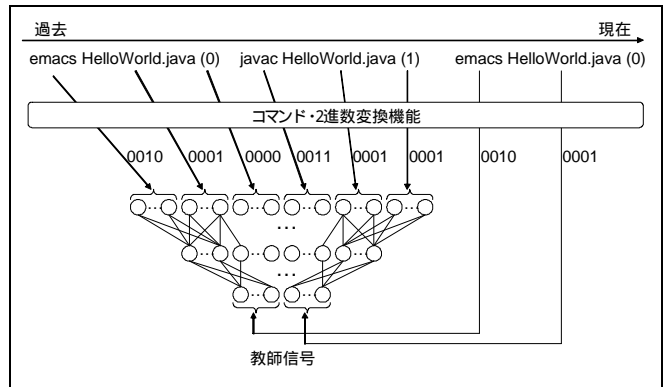 過去 現在
emacs HelloWorld.java (0) javac HelloWorld.java (1) emacs HelloWorld.java (0)
コマンド・2進数変換機能
0010 0001 0000 0011 0001 0001 0010 0001
…
…
教師信号